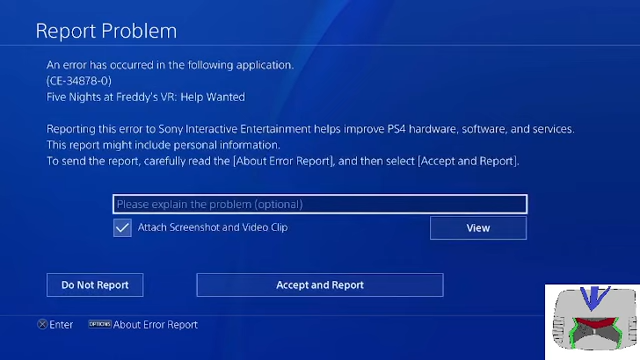 Report Problem
An error has occurred in the following application.
(CE-34878-0)
Five Nights at Freddy's VR: Help Wanted
Reporting this error to Sony Interactive Entertainment helps improve PS4 hardware, software, and services.
This report might include personal information.
To send the report, carefully read the [About Error Report], and then select [Accept and Report].
Please explain the problem (optional)
Attach Screenshot and Video Clip
View
Do Not Report
Accept and Report
Enter
OPTIONS About Error Report